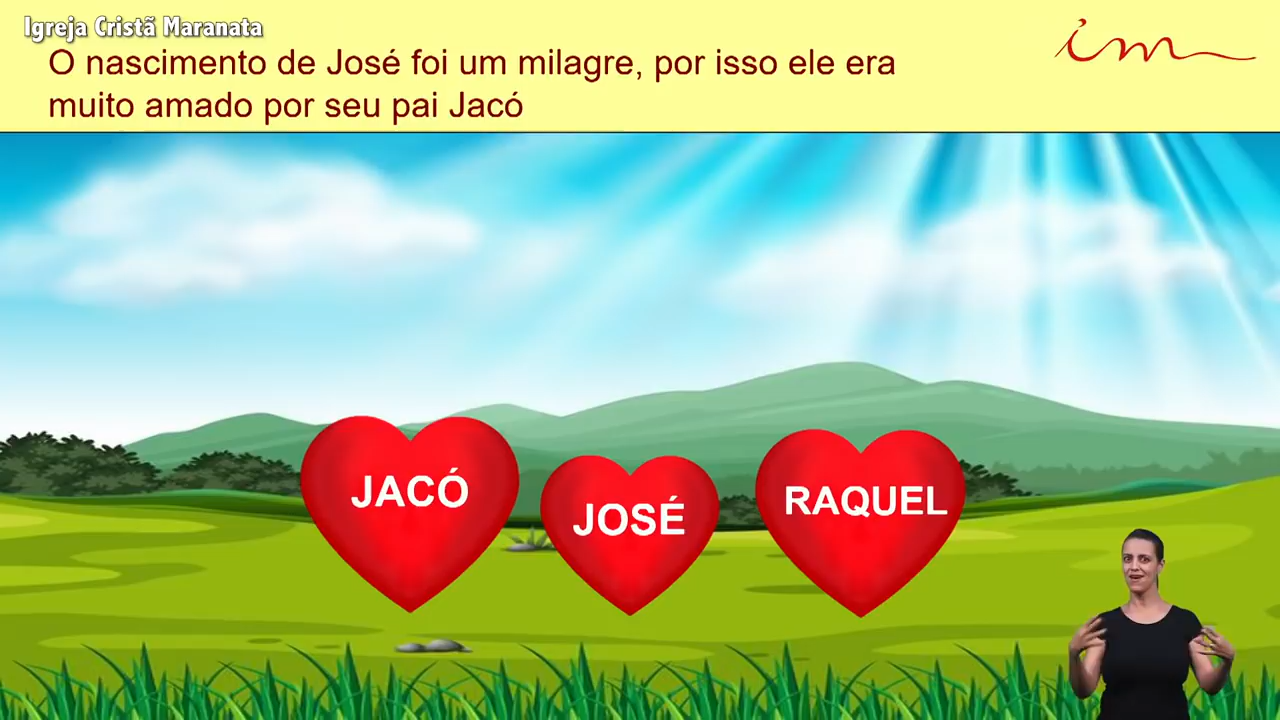 Igreja Cristã Maranata
im
O nascimento de José foi um milagre, por isso ele era
muito amado por seu pai Jacó
JACÓ
JOSÉ
RAQUEL